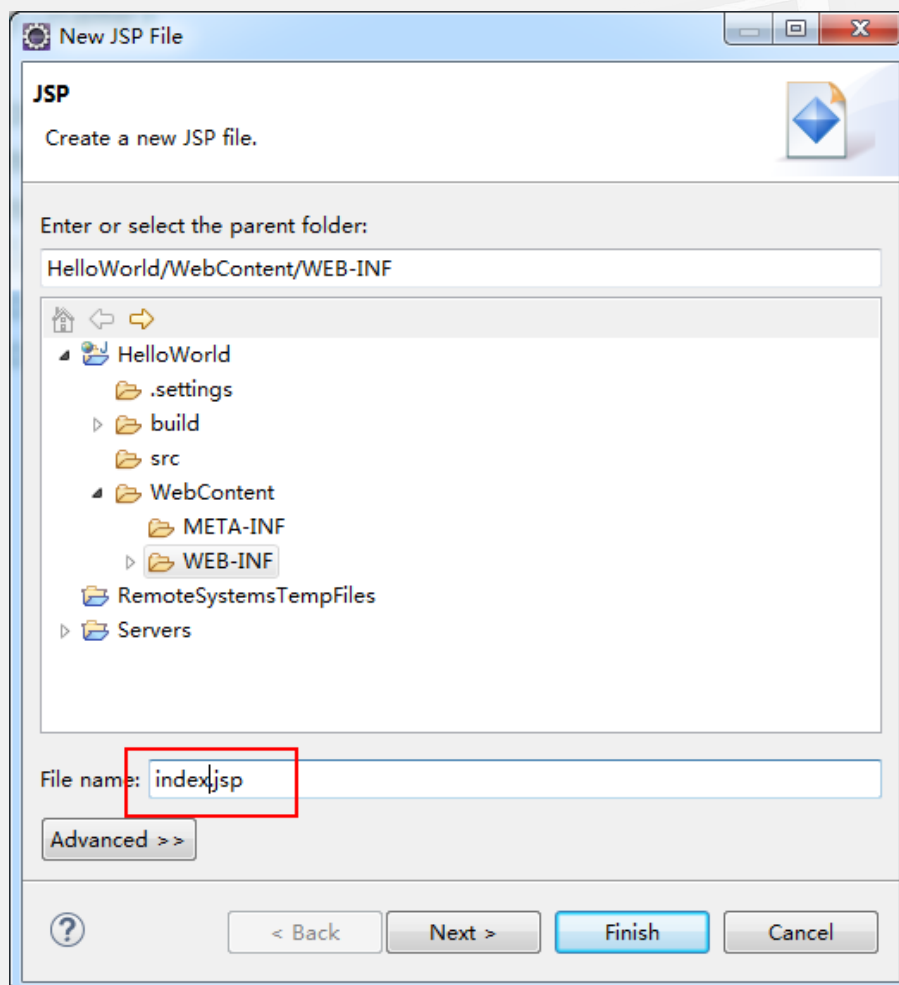 New JSP File
JSP
Create a new JSP file.
Enter or select the parent folder:
HelloWorld/WebContent/WEB-INF
HelloWorld
.settings
build
src
WebContent
META-INF
WEB-INF
RemoteSystemsTempFiles
Servers
File name: index.jsp
Advanced >>
< Back Next > Finish Cancel